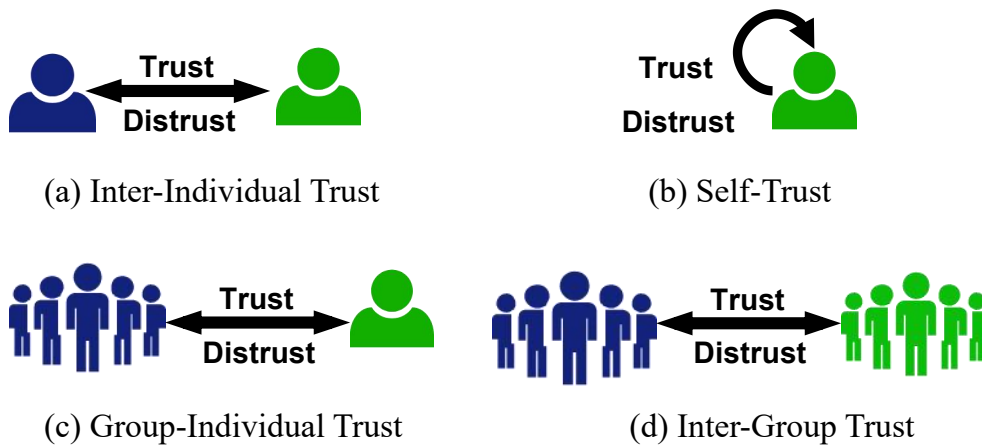 Trust
Distrust
(a) Inter-Individual Trust
Trust
Distrust
(b) Self-Trust
Trust
Distrust
(c) Group-Individual Trust
Trust
Distrust
(d) Inter-Group Trust